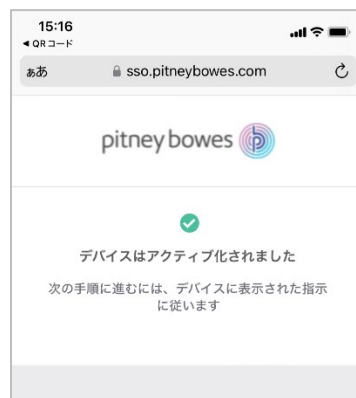 15:16
◀ QRコード
ぁあ sso.pitneybowes.com
pitney bowes
デバイスはアクティブ化されました
次の手順に進むには、デバイスに表示された指示
に従います